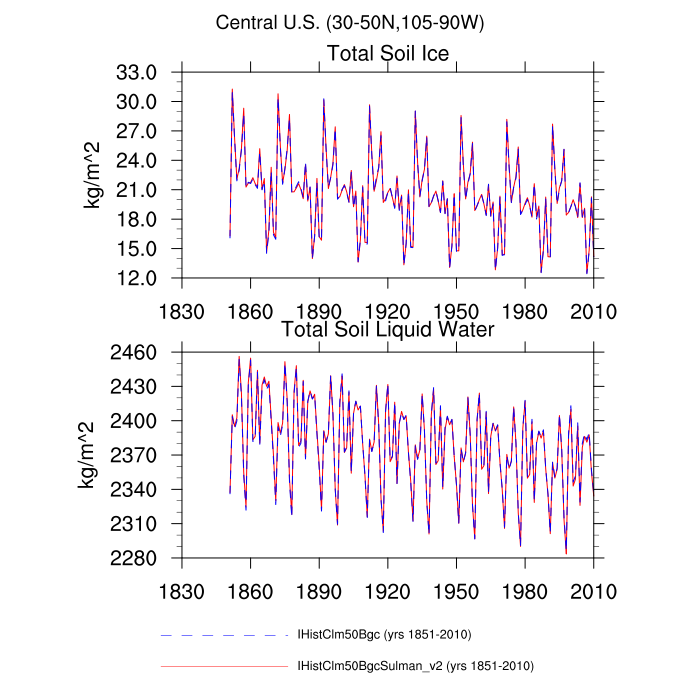 Central U.S. (30-50N,105-90W)
Total Soil Ice
33.0
30.0
27.0
24.0
21.0
18.0
15.0
12.0
kg/m^2
1830 1860 1890 1920 1950 1980 2010
Total Soil Liquid Water
2460
2430
2400
2370
2340
2310
2280
kg/m^2
1830 1860 1890 1920 1950 1980 2010
IHistClm50Bgc (yrs 1851-2010)
IHistClm50BgcSulman_v2 (yrs 1851-2010)